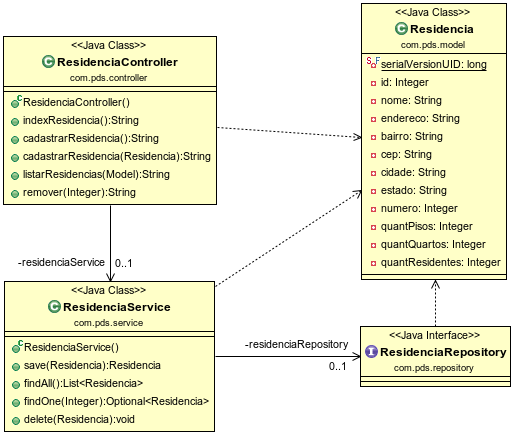 <<Java Class>>
ResidenciaController
com.pds.controller
ResidenciaController()
indexResidencia():String
cadastrarResidencia():String
cadastrarResidencia(Residencia):String
listarResidencias(Model):String
remover(Integer):String
<<Java Class>>
Residencia
com.pds.model
serialVersionUID: long
id: Integer
nome: String
endereco: String
bairro: String
cep: String
cidade: String
estado: String
numero: Integer
quantPisos: Integer
quantQuartos: Integer
quantResidentes: Integer
-residenciaService
0..1
<<Java Class>>
ResidenciaService
com.pds.service
ResidenciaService()
save(Residencia):Residencia
findAll():List<Residencia>
findOne(Integer):Optional<Residencia>
delete(Residencia):void
-residenciaRepository
0..1
<<Java Interface>>
ResidenciaRepository
com.pds.repository